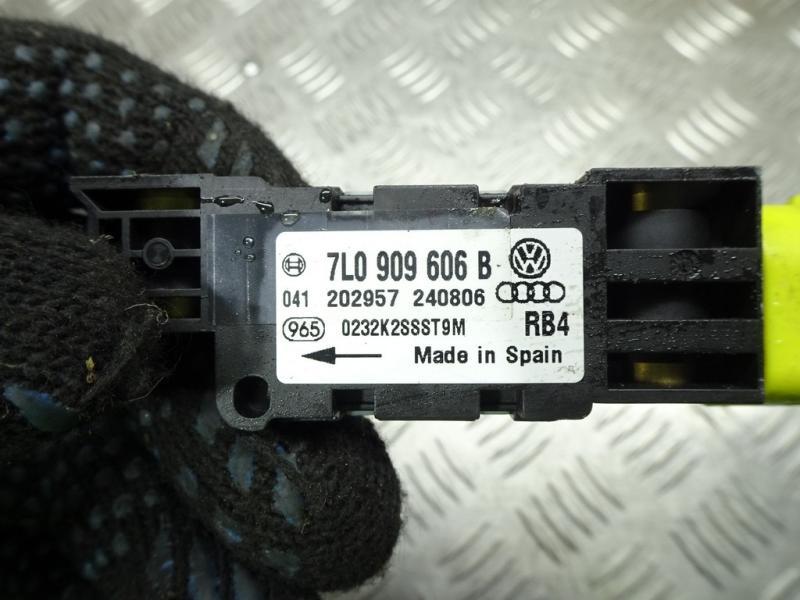 7L0 909 606 B
041 202957 240806
965 0232K2SSST9M RB4
Made in Spain